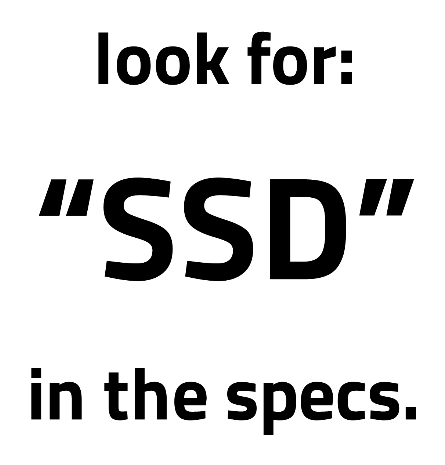 look for:
“SSD”
in the specs.